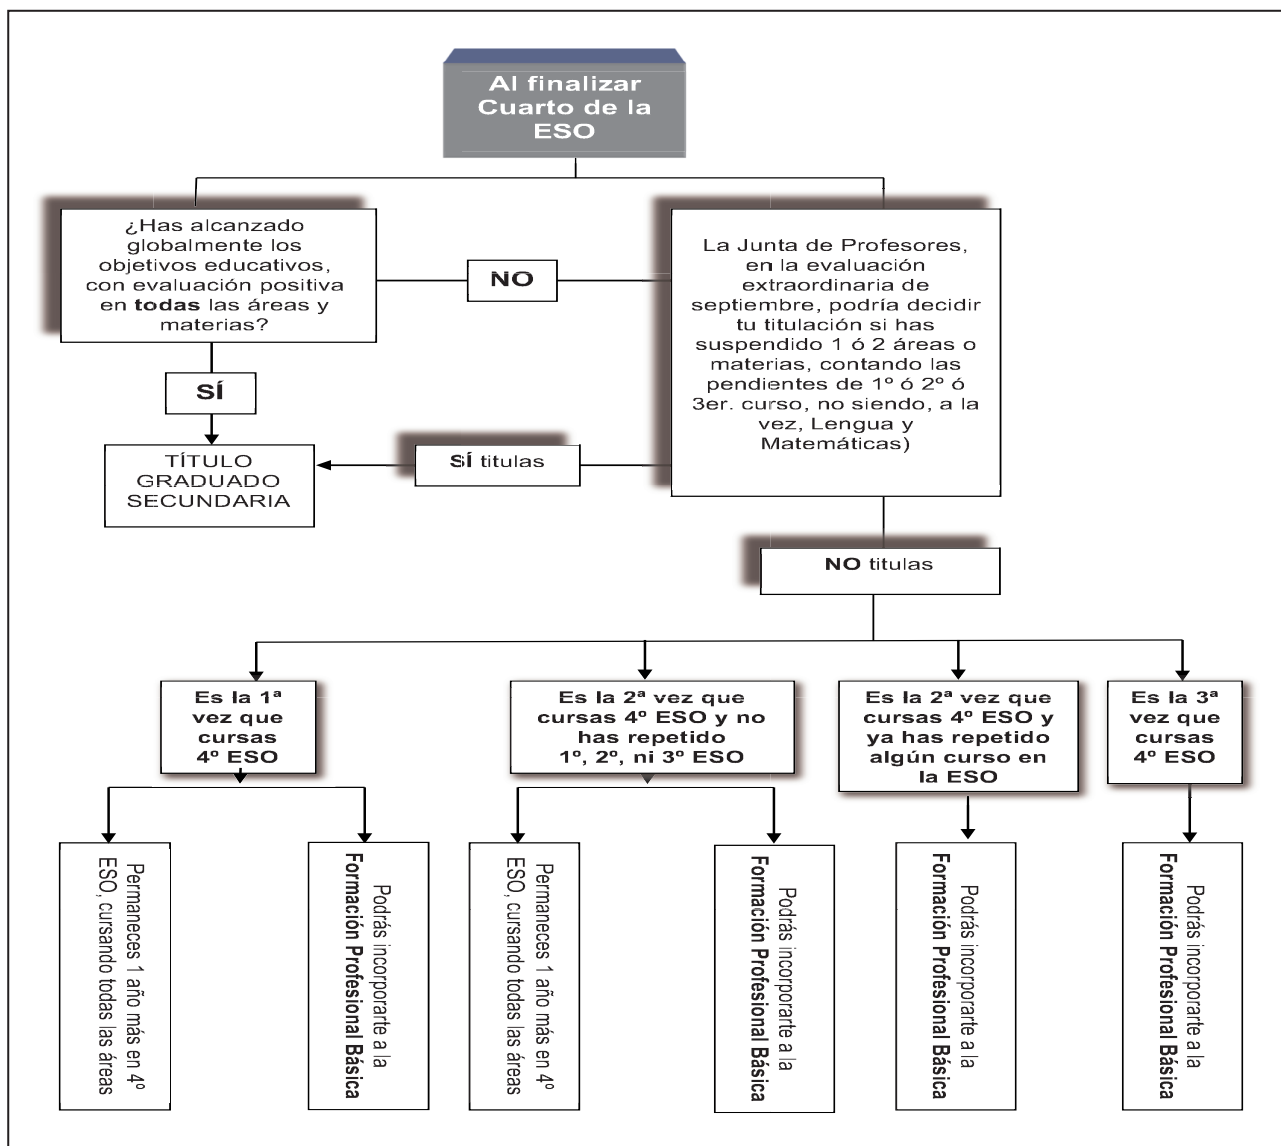 Al finalizar
Cuarto de la
ESO
¿Has alcanzado
globalmente los
objetivos educativos,
con evaluación positiva
en todas las áreas y
materias?
NO
La Junta de Profesores,
en la evaluación
extraordinaria de
septiembre, podría decidir
tu titulación si has
suspendido 1 ó 2 áreas o
materias, contando las
pendientes de 1º ó 2º ó
3er. curso, no siendo, a la
vez, Lengua y
Matemáticas)
SÍ
TÍTULO
GRADUADO
SECUNDARIA
SÍ titulas
NO titulas
Es la 1ª
vez que
cursas
4º ESO
Es la 2ª vez que
cursas 4º ESO y no
has repetido
1º, 2º, ni 3º ESO
Es la 2ª vez que
cursas 4º ESO y
ya has repetido
algún curso en
la ESO
Es la 3ª
vez que
cursas
4º ESO
Permaneces 1 año más en 4º
ESO, cursando todas las áreas
Podrás incorporarte a la
Formación Profesional Básica
Permaneces 1 año más en 4º
ESO, cursando todas las áreas
Podrás incorporarte a la
Formación Profesional Básica
Podrás incorporarte a la
Formación Profesional Básica
Podrás incorporarte a la
Formación Profesional Básica